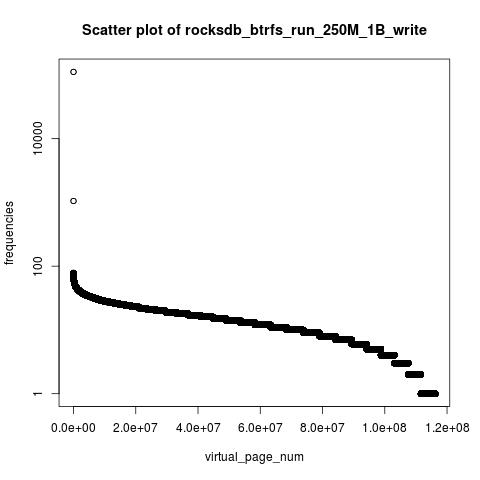 Scatter plot of rocksdb_btrfs_run_250M_1B_write
frequencies
10000
100
1
0.0e+00 2.0e+07 4.0e+07 6.0e+07 8.0e+07 1.0e+08 1.2e+08
virtual_page_num